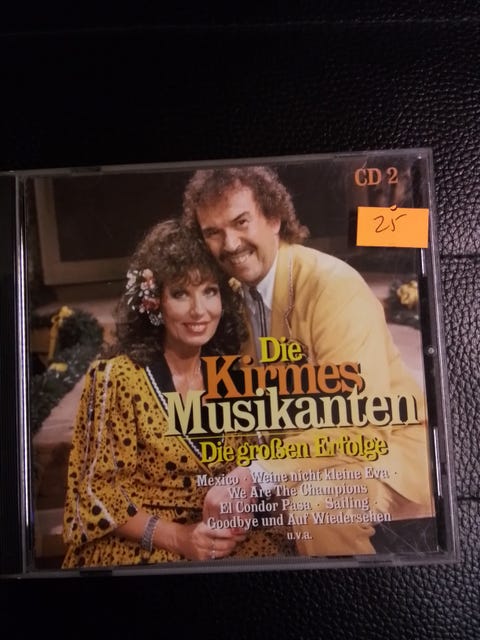 CD 2
25
Die
Kirmes
Musikanten
Die großen Erfolge
Mexico · Weine nicht kleine Eva ·
We Are The Champions
El Condor Pasa · Sailing
Goodbye und Auf Wiedersehen
u.v.a.